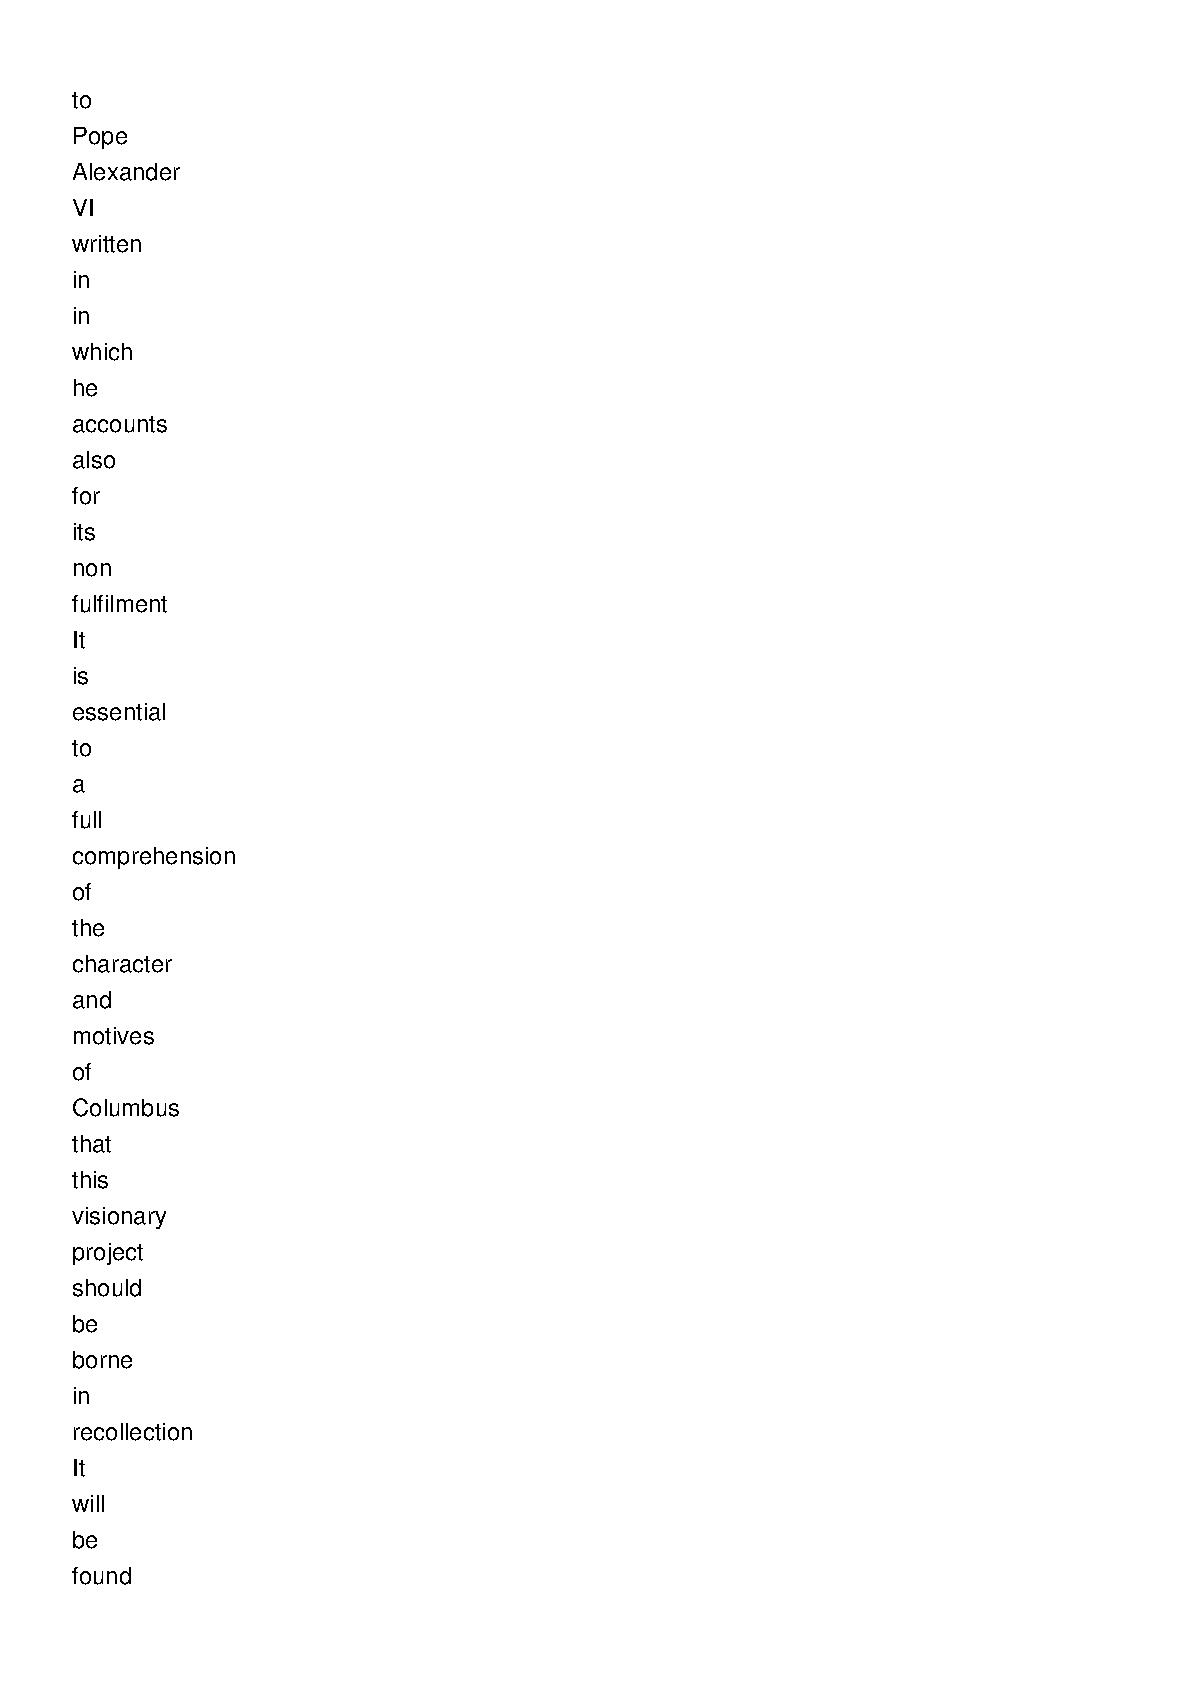 to
Pope
Alexander
VI
written
in
in
which
he
accounts
also
for
its
non
fulfilment
It
is
essential
to
a
full
comprehension
of
the
character
and
motives
of
Columbus
that
this
visionary
project
should
be
borne
in
recollection
It
will
be
found